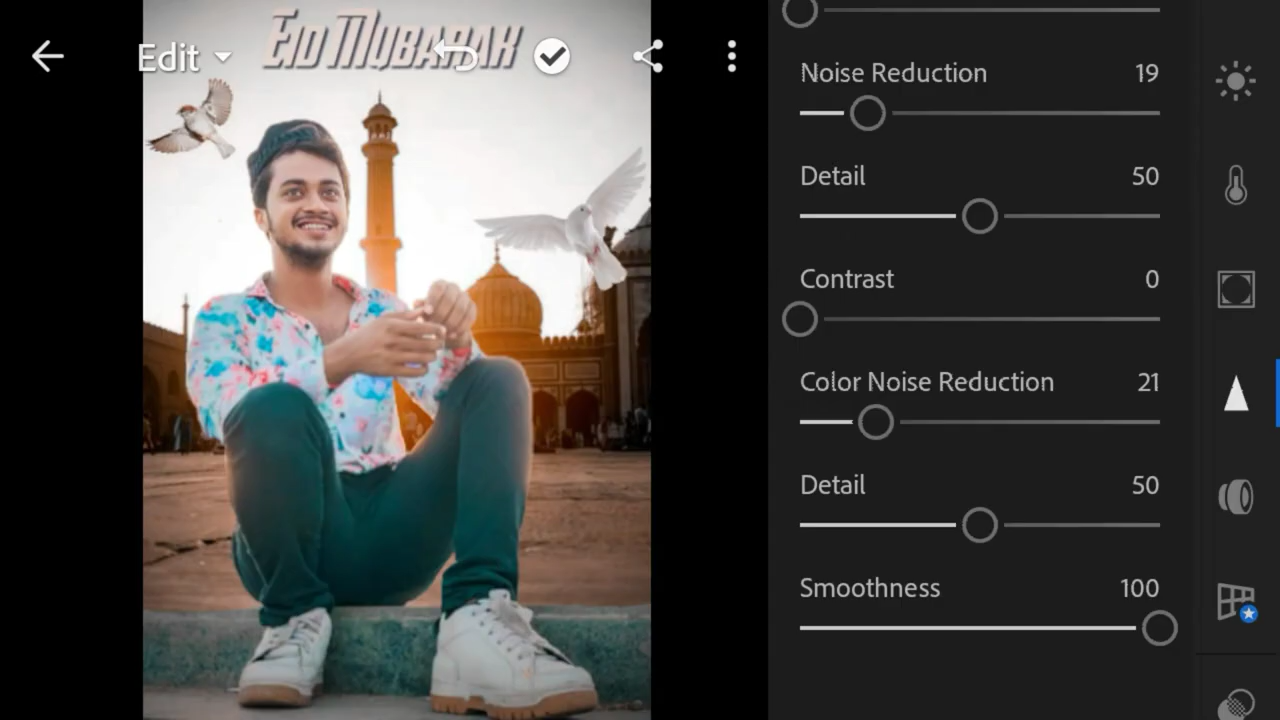 EID MUBARAK
Edit
Noise Reduction 19
Detail 50
Contrast 0
Color Noise Reduction 21
Detail 50
Smoothness 100